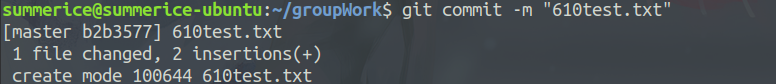 summerice@summerice-ubuntu:~/groupWork$ git commit -m "610test.txt"
[master b2b3577] 610test.txt
 1 file changed, 2 insertions(+)
 create mode 100644 610test.txt